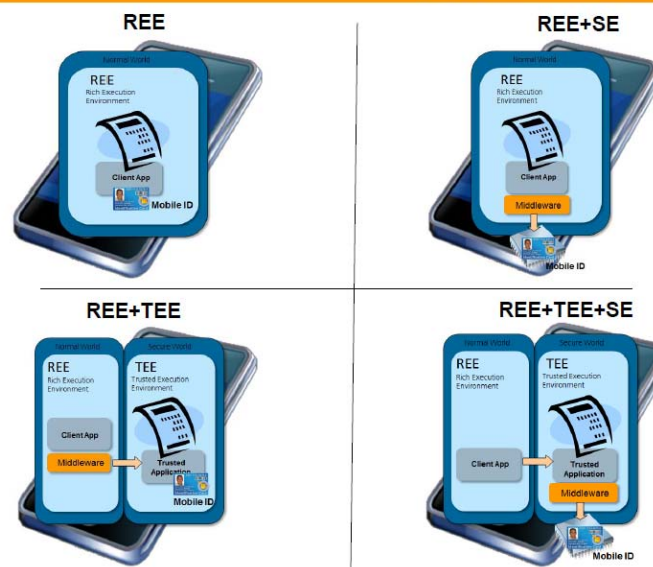 REE
Normal World
REE
Rich Execution
Environment
Client App
Mobile ID
REE+SE
Normal World
REE
Rich Execution
Environment
Client App
Middleware
Mobile ID
REE+TEE
Normal World
REE
Rich Execution
Environment
Client App
Middleware
Secure World
TEE
Trusted Execution
Environment
Trusted
Application
Mobile ID
REE+TEE+SE
Normal World
REE
Rich Execution
Environment
Client App
Secure World
TEE
Trusted Execution
Environment
Trusted
Application
Middleware
Mobile ID